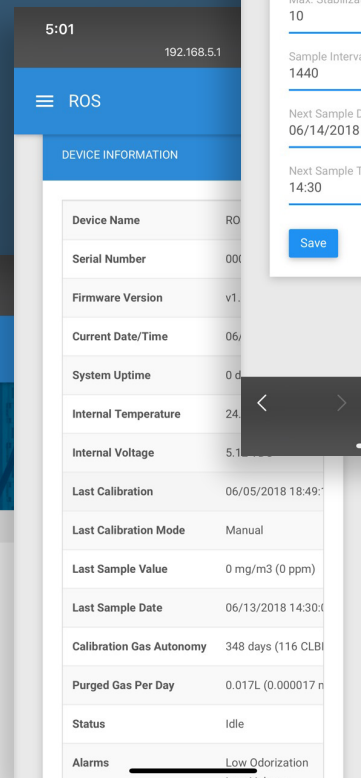 5:01
192.168.5.1
ROS
DEVICE INFORMATION
Device Name
Serial Number
Firmware Version v1.
Current Date/Time 06/
System Uptime 0
Internal Temperature 24.
Internal Voltage 5.1
Last Calibration 06/05/2018 18:49:
Last Calibration Mode Manual
Last Sample Value 0 mg/m3 (0 ppm)
Last Sample Date 06/13/2018 14:30:
Calibration Gas Autonomy 348 days (116
Purged Gas Per Day 0.017L (0.000017
Status Idle
Alarms Low Odorization
Max.
10
Sample
1440
Next Sample
06/14/2018
Next Sample
14:30
Save